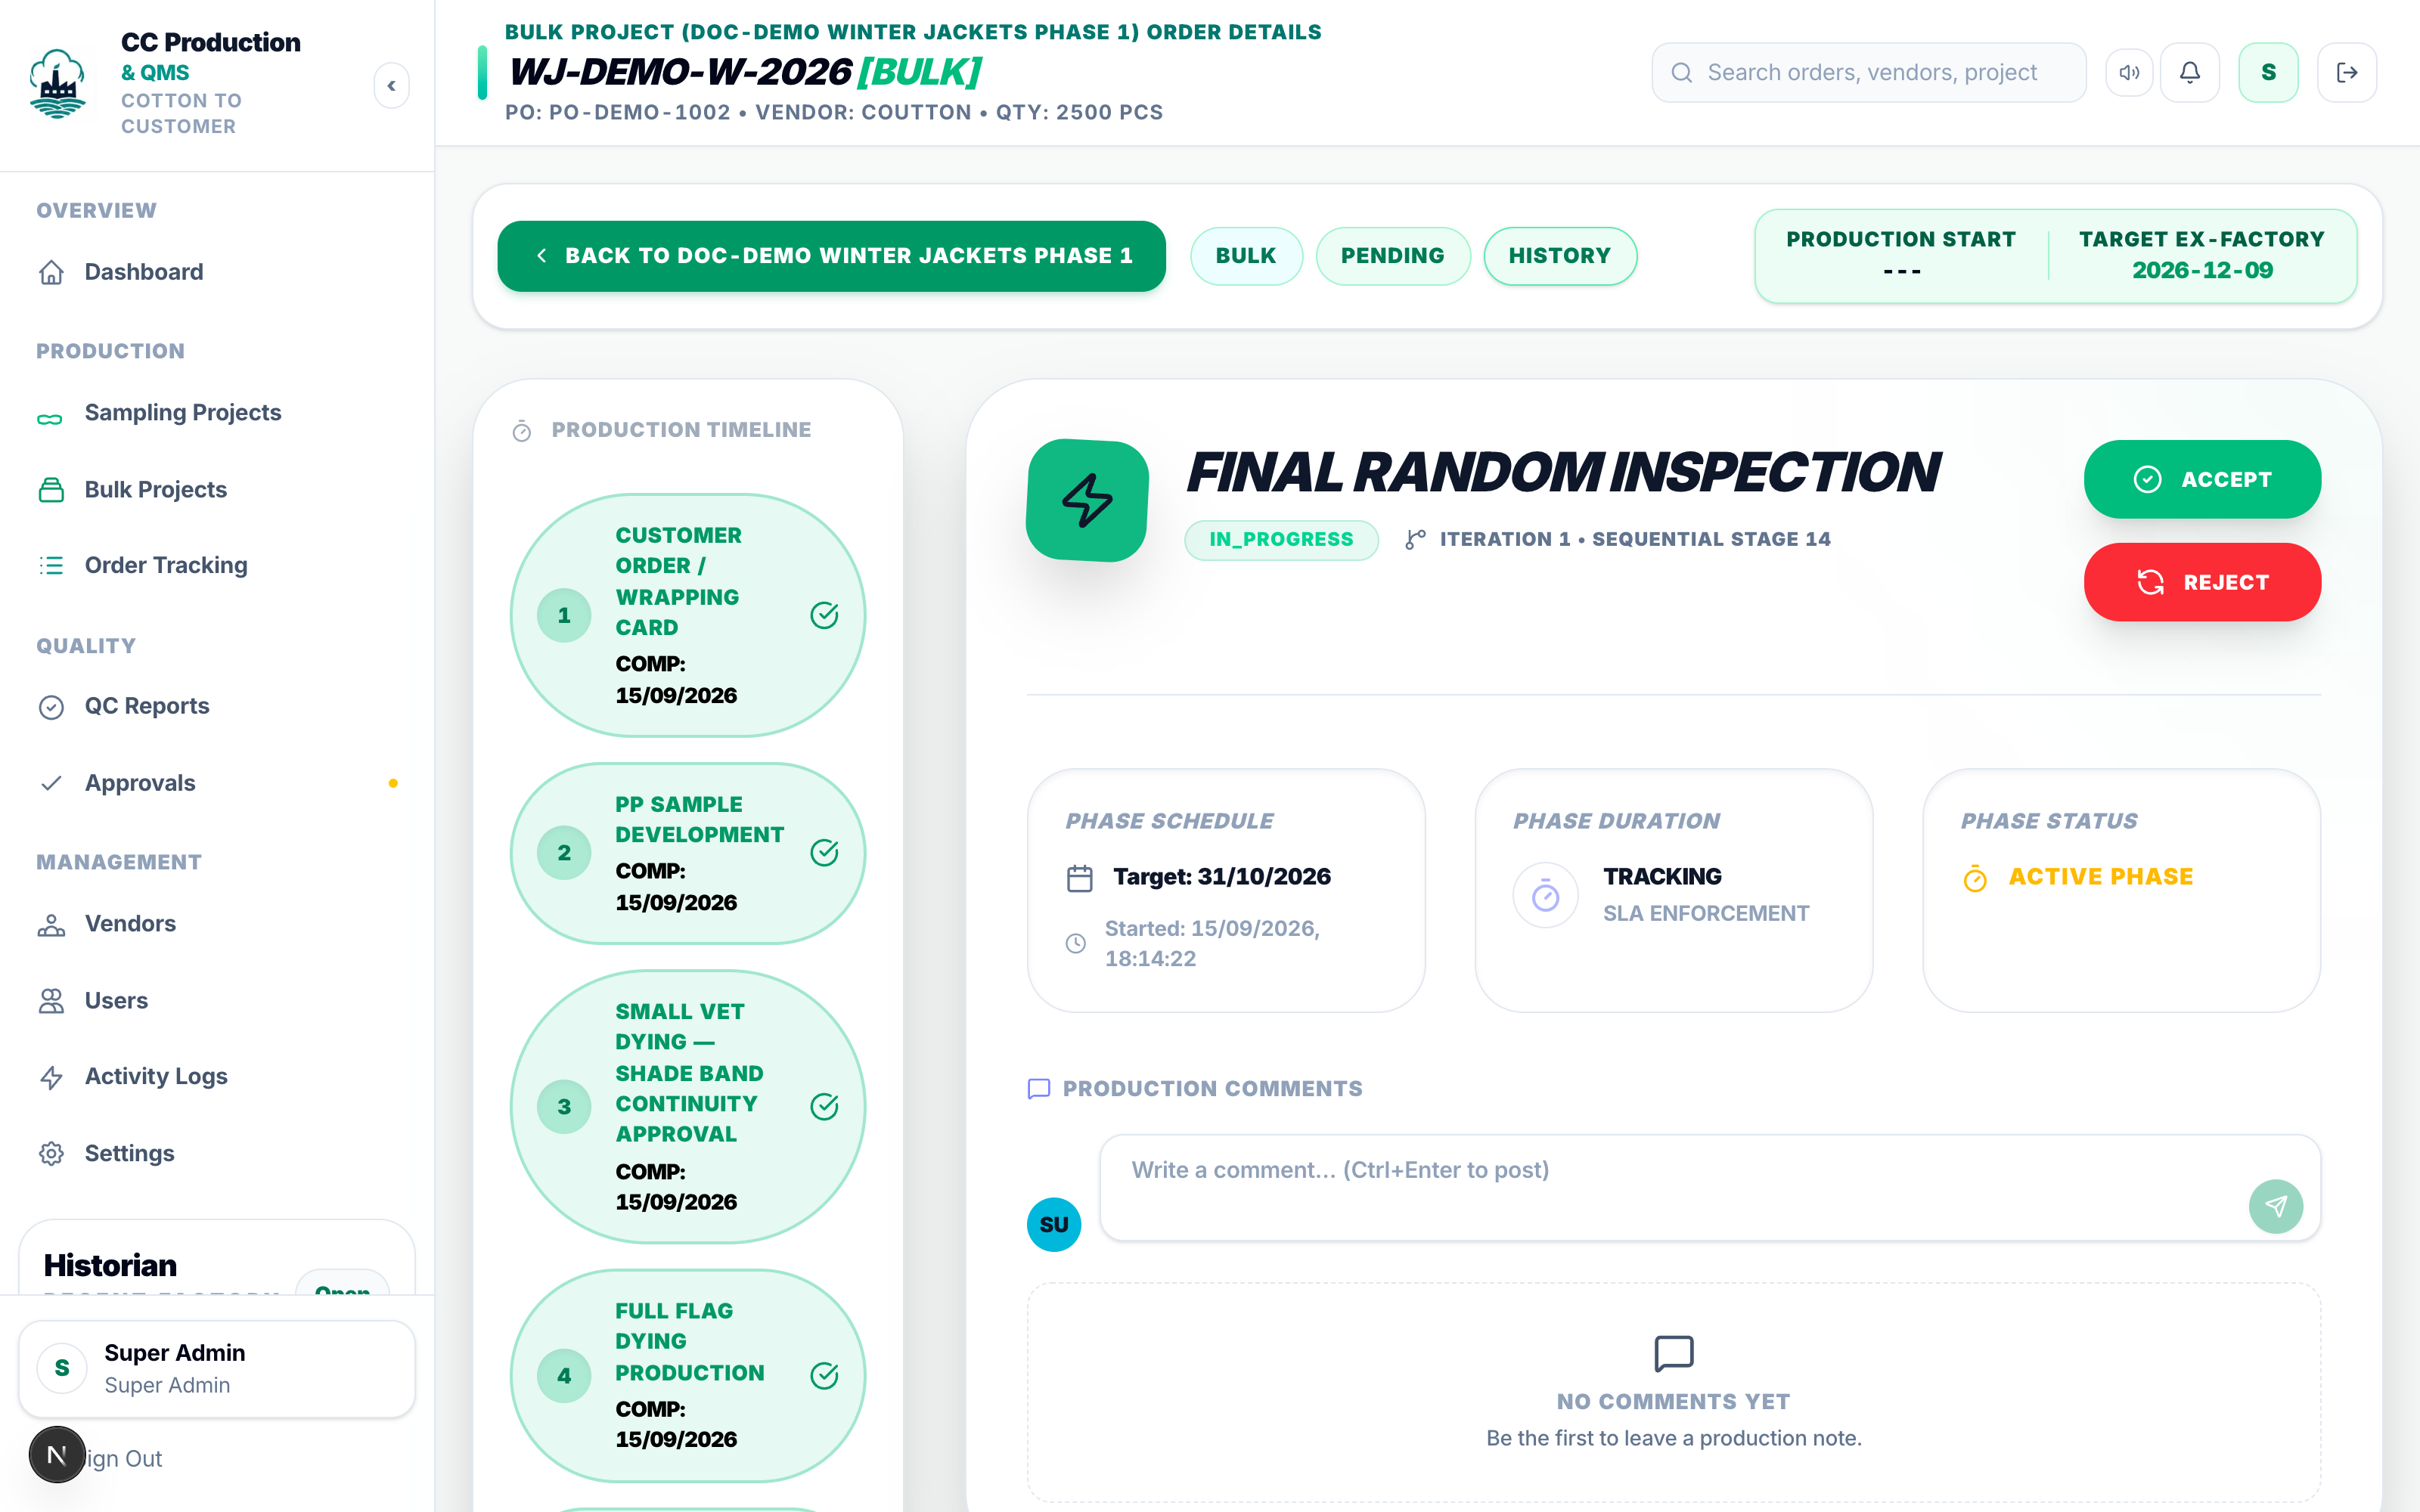 CC Production
& QMS
COTTON TO
CUSTOMER
‹
OVERVIEW
Dashboard
PRODUCTION
Sampling Projects
Bulk Projects
Order Tracking
QUALITY
QC Reports
Approvals
MANAGEMENT
Vendors
Users
Activity Logs
Settings
Historian
Open
S
Super Admin
Super Admin
N
ign Out
BULK PROJECT (DOC-DEMO WINTER JACKETS PHASE 1) ORDER DETAILS
WJ-DEMO-W-2026 [BULK]
PO: PO-DEMO-1002 • VENDOR: COUTTON • QTY: 2500 PCS
Search orders, vendors, project
S
BACK TO DOC-DEMO WINTER JACKETS PHASE 1
BULK
PENDING
HISTORY
PRODUCTION START
---
TARGET EX-FACTORY
2026-12-09
PRODUCTION TIMELINE
1
CUSTOMER
ORDER /
WRAPPING
CARD
COMP:
15/09/2026
2
PP SAMPLE
DEVELOPMENT
COMP:
15/09/2026
3
SMALL VET
DYING —
SHADE BAND
CONTINUITY
APPROVAL
COMP:
15/09/2026
4
FULL FLAG
DYING
PRODUCTION
COMP:
15/09/2026
FINAL RANDOM INSPECTION
IN_PROGRESS
ITERATION 1 • SEQUENTIAL STAGE 14
ACCEPT
REJECT
PHASE SCHEDULE
Target: 31/10/2026
Started: 15/09/2026,
18:14:22
PHASE DURATION
TRACKING
SLA ENFORCEMENT
PHASE STATUS
ACTIVE PHASE
PRODUCTION COMMENTS
SU
Write a comment... (Ctrl+Enter to post)
NO COMMENTS YET
Be the first to leave a production note.